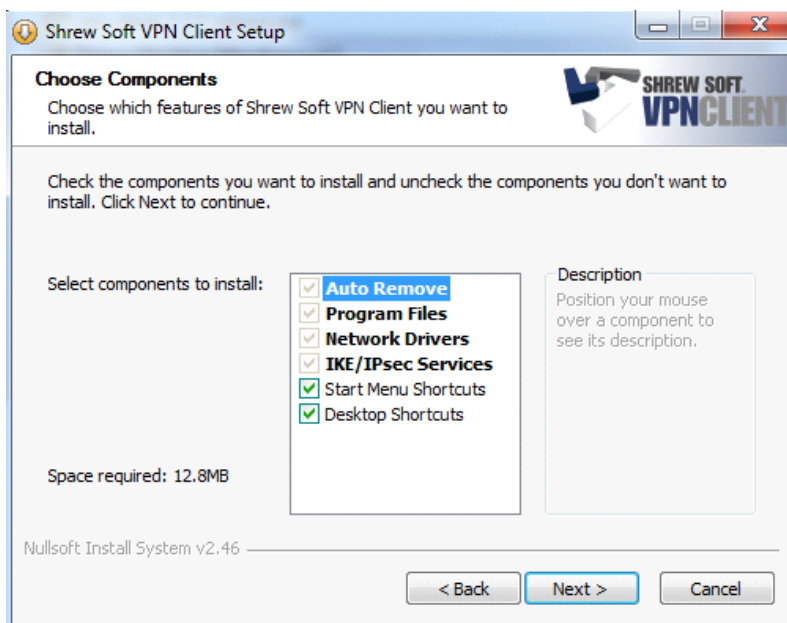 Shrew Soft VPN Client Setup
Choose Components
Choose which features of Shrew Soft VPN Client you want to
install.
SHREW SOFT.
VPNCLIENT
Check the components you want to install and uncheck the components you don't want to
install. Click Next to continue.
Select components to install:
Auto Remove
Program Files
Network Drivers
IKE/IPsec Services
Start Menu Shortcuts
Desktop Shortcuts
Description
Position your mouse
over a component to
see its description.
Space required: 12.8MB
Nullsoft Install System v2.46
< Back
Next >
Cancel